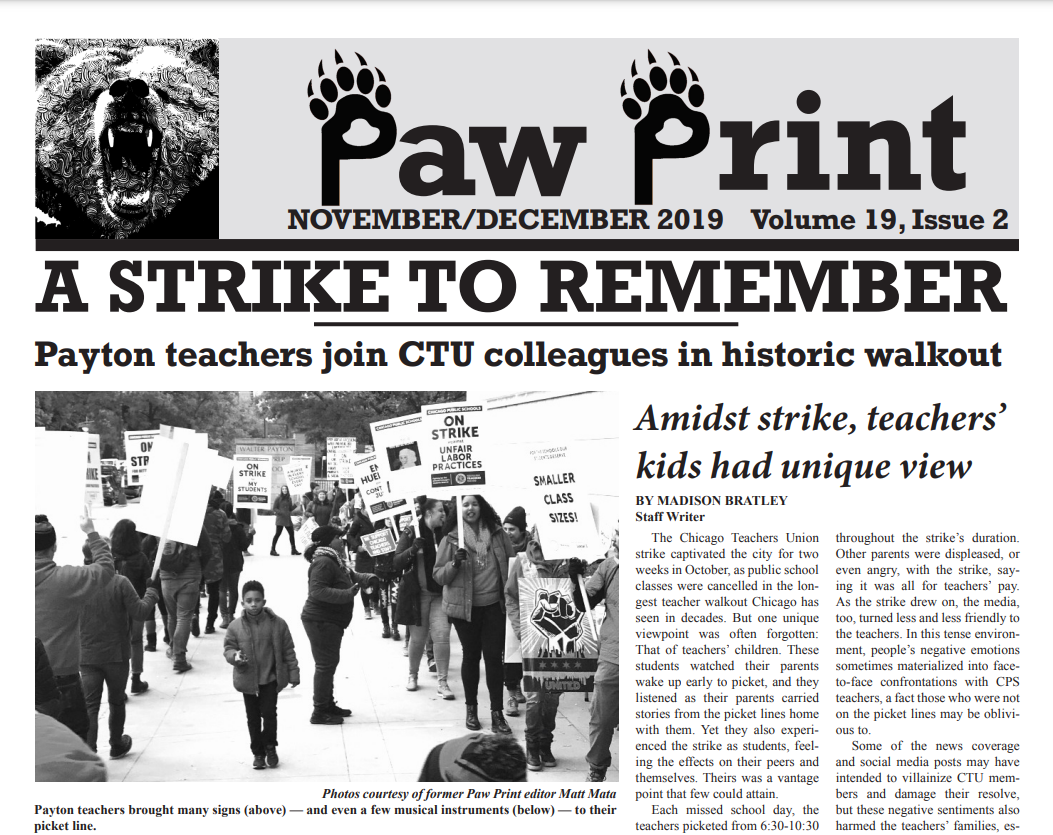 Paw Print
NOVEMBER/DECEMBER 2019 Volume 19, Issue 2
A STRIKE TO REMEMBER
Payton teachers join CTU colleagues in historic walkout
ON
STRIKE
MY
STUDENTS
WALTER PAYTON
CHICAGO PUBLIC SCHOOLS
ON
STRIKE
UNFAIR
LABOR
PRACTICES
SMALLER
CLASS
SIZES!
UNITED
Photos courtesy of former Paw Print editor Matt Mata
Payton teachers brought many signs (above) — and even a few musical instruments (below) — to their
picket line.
Amidst strike, teachers’
kids had unique view
BY MADISON BRATLEY
Staff Writer
The Chicago Teachers Union
strike captivated the city for two
weeks in October, as public school
classes were cancelled in the lon-
gest teacher walkout Chicago has
seen in decades. But one unique
viewpoint was often forgotten:
That of teachers’ children. These
students watched their parents
wake up early to picket, and they
listened as their parents carried
stories from the picket lines home
with them. Yet they also experi-
enced the strike as students, feel-
ing the effects on their peers and
themselves. Theirs was a vantage
point that few could attain.
Each missed school day, the
teachers picketed from 6:30-10:30
throughout the strike’s duration.
Other parents were displeased, or
even angry, with the strike, say-
ing it was all for teachers’ pay.
As the strike drew on, the media,
too, turned less and less friendly to
the teachers. In this tense environ-
ment, people’s negative emotions
sometimes materialized into face-
to-face confrontations with CPS
teachers, a fact those who were not
on the picket lines may be oblivi-
ous to.
Some of the news coverage
and social media posts may have
intended to villainize CTU mem-
bers and damage their resolve,
but these negative sentiments also
harmed the teachers’ families, es-